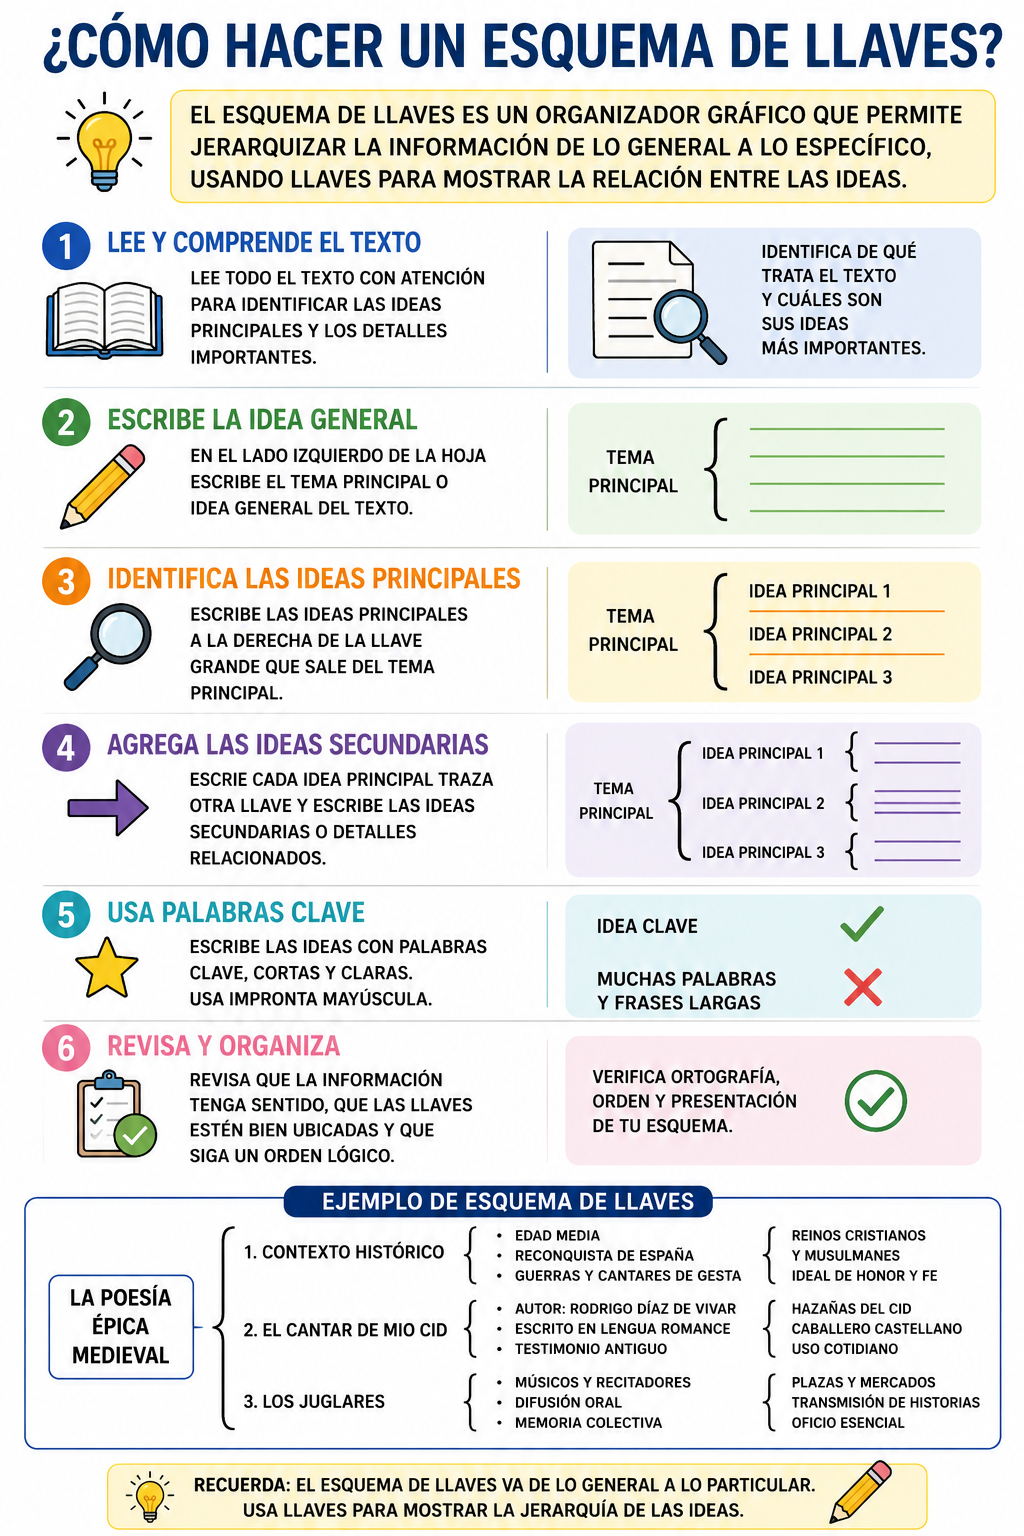 ¿CÓMO HACER UN ESQUEMA DE LLAVES?
EL ESQUEMA DE LLAVES ES UN ORGANIZADOR GRÁFICO QUE PERMITE
JERARQUIZAR LA INFORMACIÓN DE LO GENERAL A LO ESPECÍFICO,
USANDO LLAVES PARA MOSTRAR LA RELACIÓN ENTRE LAS IDEAS.
1 LEE Y COMPRENDE EL TEXTO
LEE TODO EL TEXTO CON ATENCIÓN
PARA IDENTIFICAR LAS IDEAS
PRINCIPALES Y LOS DETALLES
IMPORTANTES.
IDENTIFICA DE QUÉ
TRATA EL TEXTO
Y CUÁLES SON
SUS IDEAS
MÁS IMPORTANTES.
2 ESCRIBE LA IDEA GENERAL
EN EL LADO IZQUIERDO DE LA HOJA
ESCRIBE EL TEMA PRINCIPAL O
IDEA GENERAL DEL TEXTO.
TEMA
PRINCIPAL
3 IDENTIFICA LAS IDEAS PRINCIPALES
ESCRIBE LAS IDEAS PRINCIPALES
A LA DERECHA DE LA LLAVE
GRANDE QUE SALE DEL TEMA
PRINCIPAL.
TEMA
PRINCIPAL
IDEA PRINCIPAL 1
IDEA PRINCIPAL 2
IDEA PRINCIPAL 3
4 AGREGA LAS IDEAS SECUNDARIAS
ESCRIE CADA IDEA PRINCIPAL TRAZA
OTRA LLAVE Y ESCRIBE LAS IDEAS
SECUNDARIAS O DETALLES
RELACIONADOS.
TEMA
PRINCIPAL
IDEA PRINCIPAL 1
IDEA PRINCIPAL 2
IDEA PRINCIPAL 3
5 USA PALABRAS CLAVE
ESCRIBE LAS IDEAS CON PALABRAS
CLAVE, CORTAS Y CLARAS.
USA IMPRONTA MAYÚSCULA.
IDEA CLAVE
MUCHAS PALABRAS
Y FRASES LARGAS
6 REVISA Y ORGANIZA
REVISA QUE LA INFORMACIÓN
TENGA SENTIDO, QUE LAS LLAVES
ESTÉN BIEN UBICADAS Y QUE
SIGA UN ORDEN LÓGICO.
VERIFICA ORTOGRAFÍA,
ORDEN Y PRESENTACIÓN
DE TU ESQUEMA.
EJEMPLO DE ESQUEMA DE LLAVES
LA POESÍA
ÉPICA
MEDIEVAL
1. CONTEXTO HISTÓRICO
• EDAD MEDIA
• RECONQUISTA DE ESPAÑA
• GUERRAS Y CANTARES DE GESTA
REINOS CRISTIANOS
Y MUSULMANES
IDEAL DE HONOR Y FE
2. EL CANTAR DE MIO CID
• AUTOR: RODRIGO DÍAZ DE VIVAR
• ESCRITO EN LENGUA ROMANCE
• TESTIMONIO ANTIGUO
HAZAÑAS DEL CID
CABALLERO CASTELLANO
USO COTIDIANO
3. LOS JUGLARES
• MÚSICOS Y RECITADORES
• DIFUSIÓN ORAL
• MEMORIA COLECTIVA
PLAZAS Y MERCADOS
TRANSMISIÓN DE HISTORIAS
OFICIO ESENCIAL
RECUERDA: EL ESQUEMA DE LLAVES VA DE LO GENERAL A LO PARTICULAR.
USA LLAVES PARA MOSTRAR LA JERARQUÍA DE LAS IDEAS.